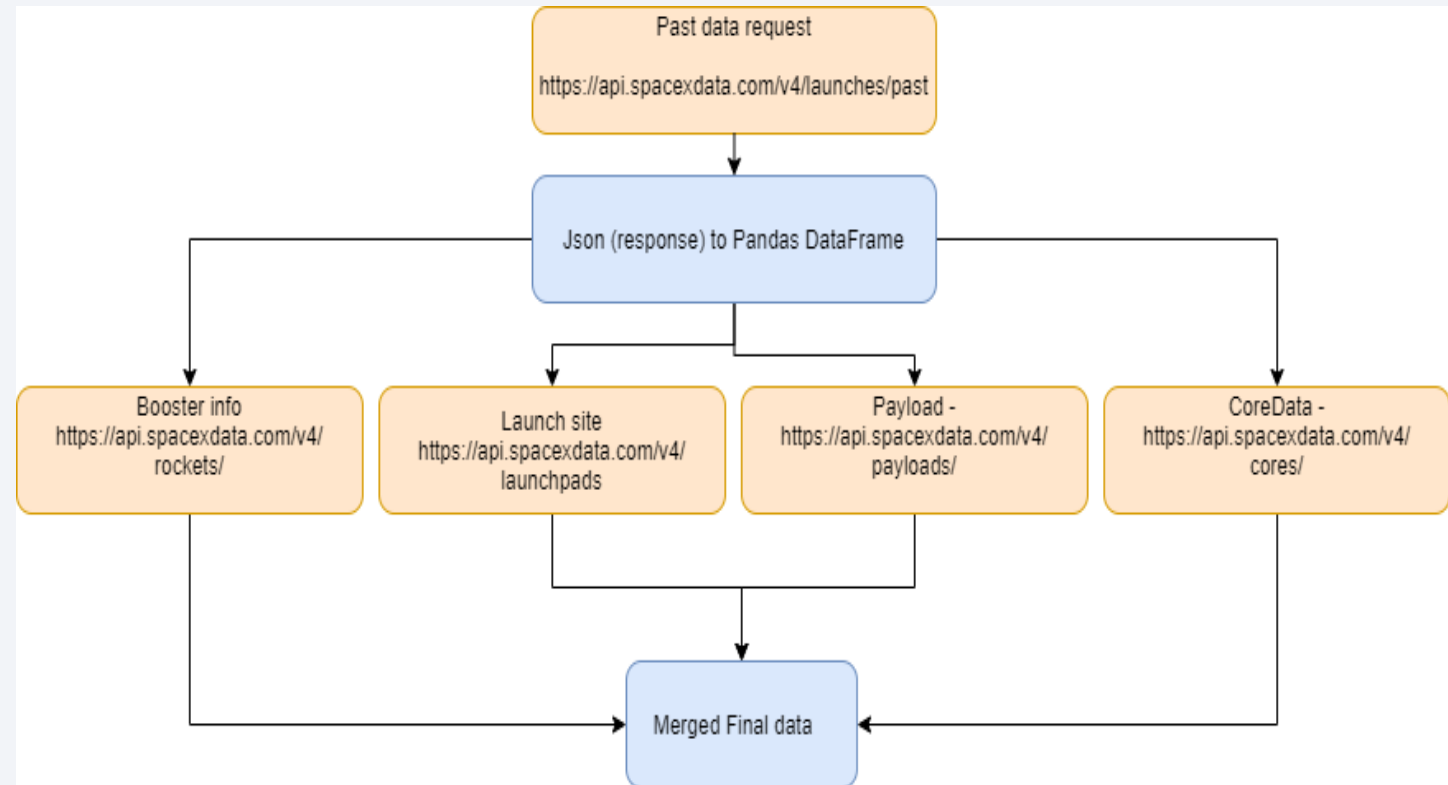 Past data request
https://api.spacexdata.com/v4/launches/past
Json (response) to Pandas DataFrame
Booster info
https://api.spacexdata.com/v4/
rockets/
Launch site
https://api.spacexdata.com/v4/
launchpads
Payload -
https://api.spacexdata.com/v4/
payloads/
CoreData -
https://api.spacexdata.com/v4/
cores/
Merged Final data